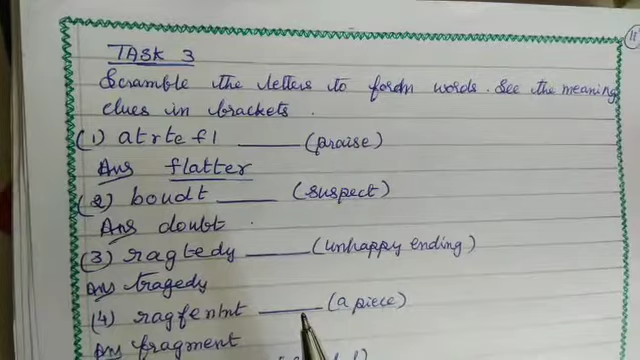 TASK 3
Scramble the letters to form words. See the meaning
clues in brackets.
(1) atrtefl _____ (praise)
Ans flatter
(2) boudt _____ (suspect)
Ans doubt.
(3) ragtedy _____ (unhappy ending)
Ans tragedy
(4) ragfenmt _____ (a piece)
Ans fragment